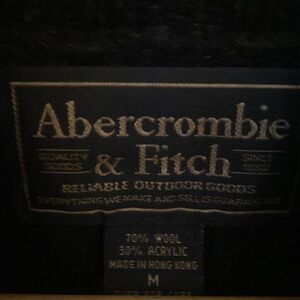 Abercrombie
QUALITY GOODS & Fitch SINCE 1892
RELIABLE OUTDOOR GOODS
EVERYTHING WE MAKE AND SELL IS GUARANTEED
70% WOOL
30% ACRYLIC
MADE IN HONG KONG
M